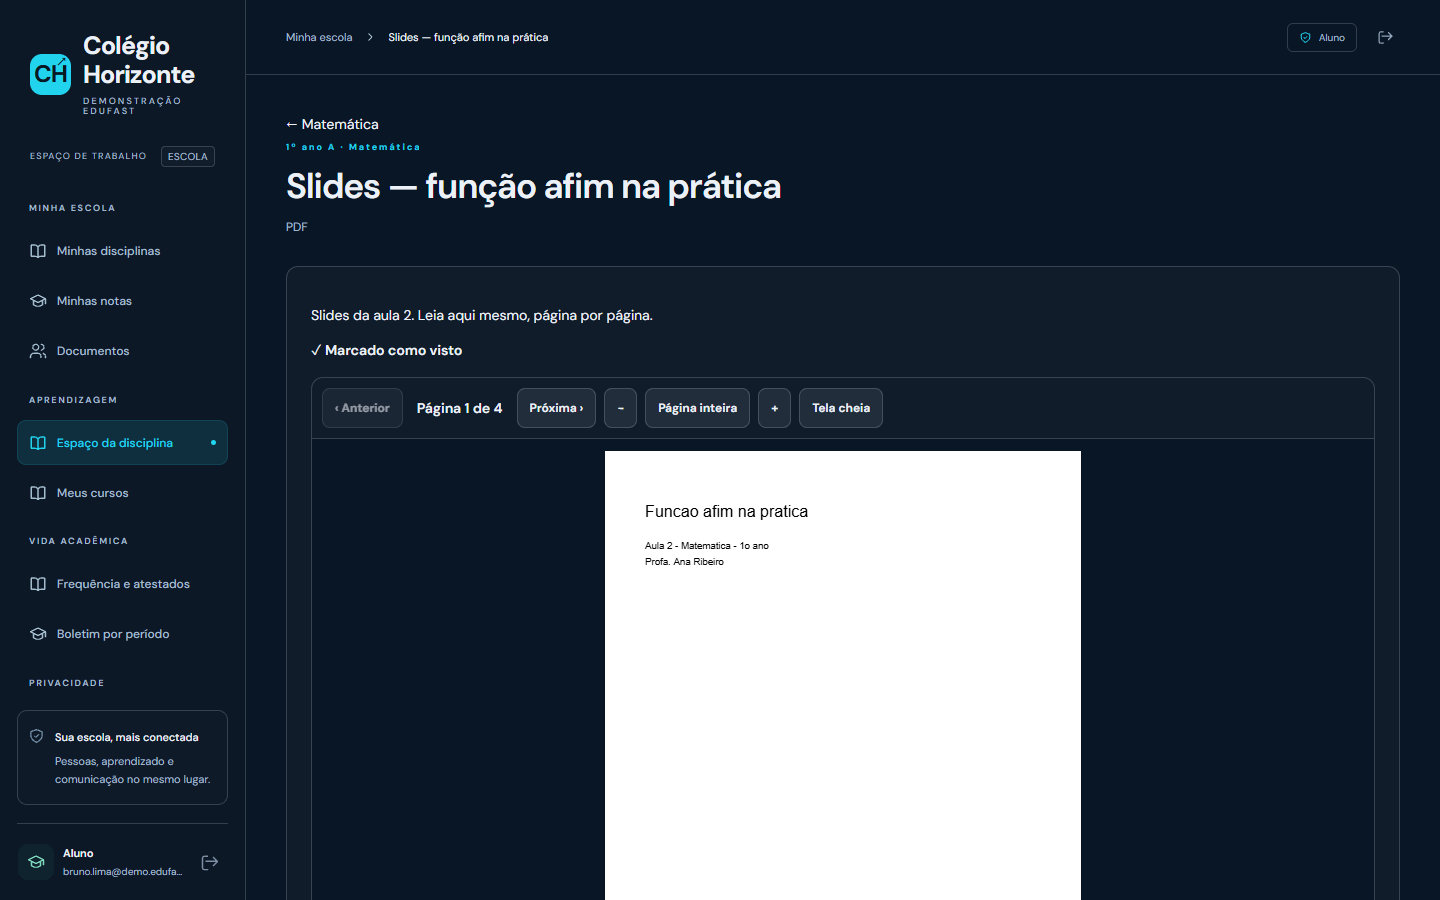 CH
Colégio
Horizonte
DEMONSTRAÇÃO
EDUFAST
ESPAÇO DE TRABALHO ESCOLA
MINHA ESCOLA
Minhas disciplinas
Minhas notas
Documentos
APRENDIZAGEM
Espaço da disciplina
Meus cursos
VIDA ACADÊMICA
Frequência e atestados
Boletim por período
PRIVACIDADE
Sua escola, mais conectada
Pessoas, aprendizado e
comunicação no mesmo lugar.
Aluno
bruno.lima@demo.edufa...
Minha escola > Slides — função afim na prática
Aluno
← Matemática
1º ano A · Matemática
Slides — função afim na prática
PDF
Slides da aula 2. Leia aqui mesmo, página por página.
✓ Marcado como visto
‹ Anterior Página 1 de 4 Próxima › − Página inteira + Tela cheia
Funcao afim na pratica
Aula 2 - Matematica - 1o ano
Profa. Ana Ribeiro